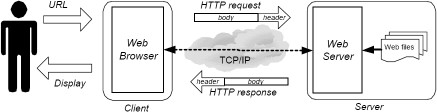 URL
Display
Web
Browser
Client
HTTP request
body header
TCP/IP
header body
HTTP response
Web
Server
Web files
Server